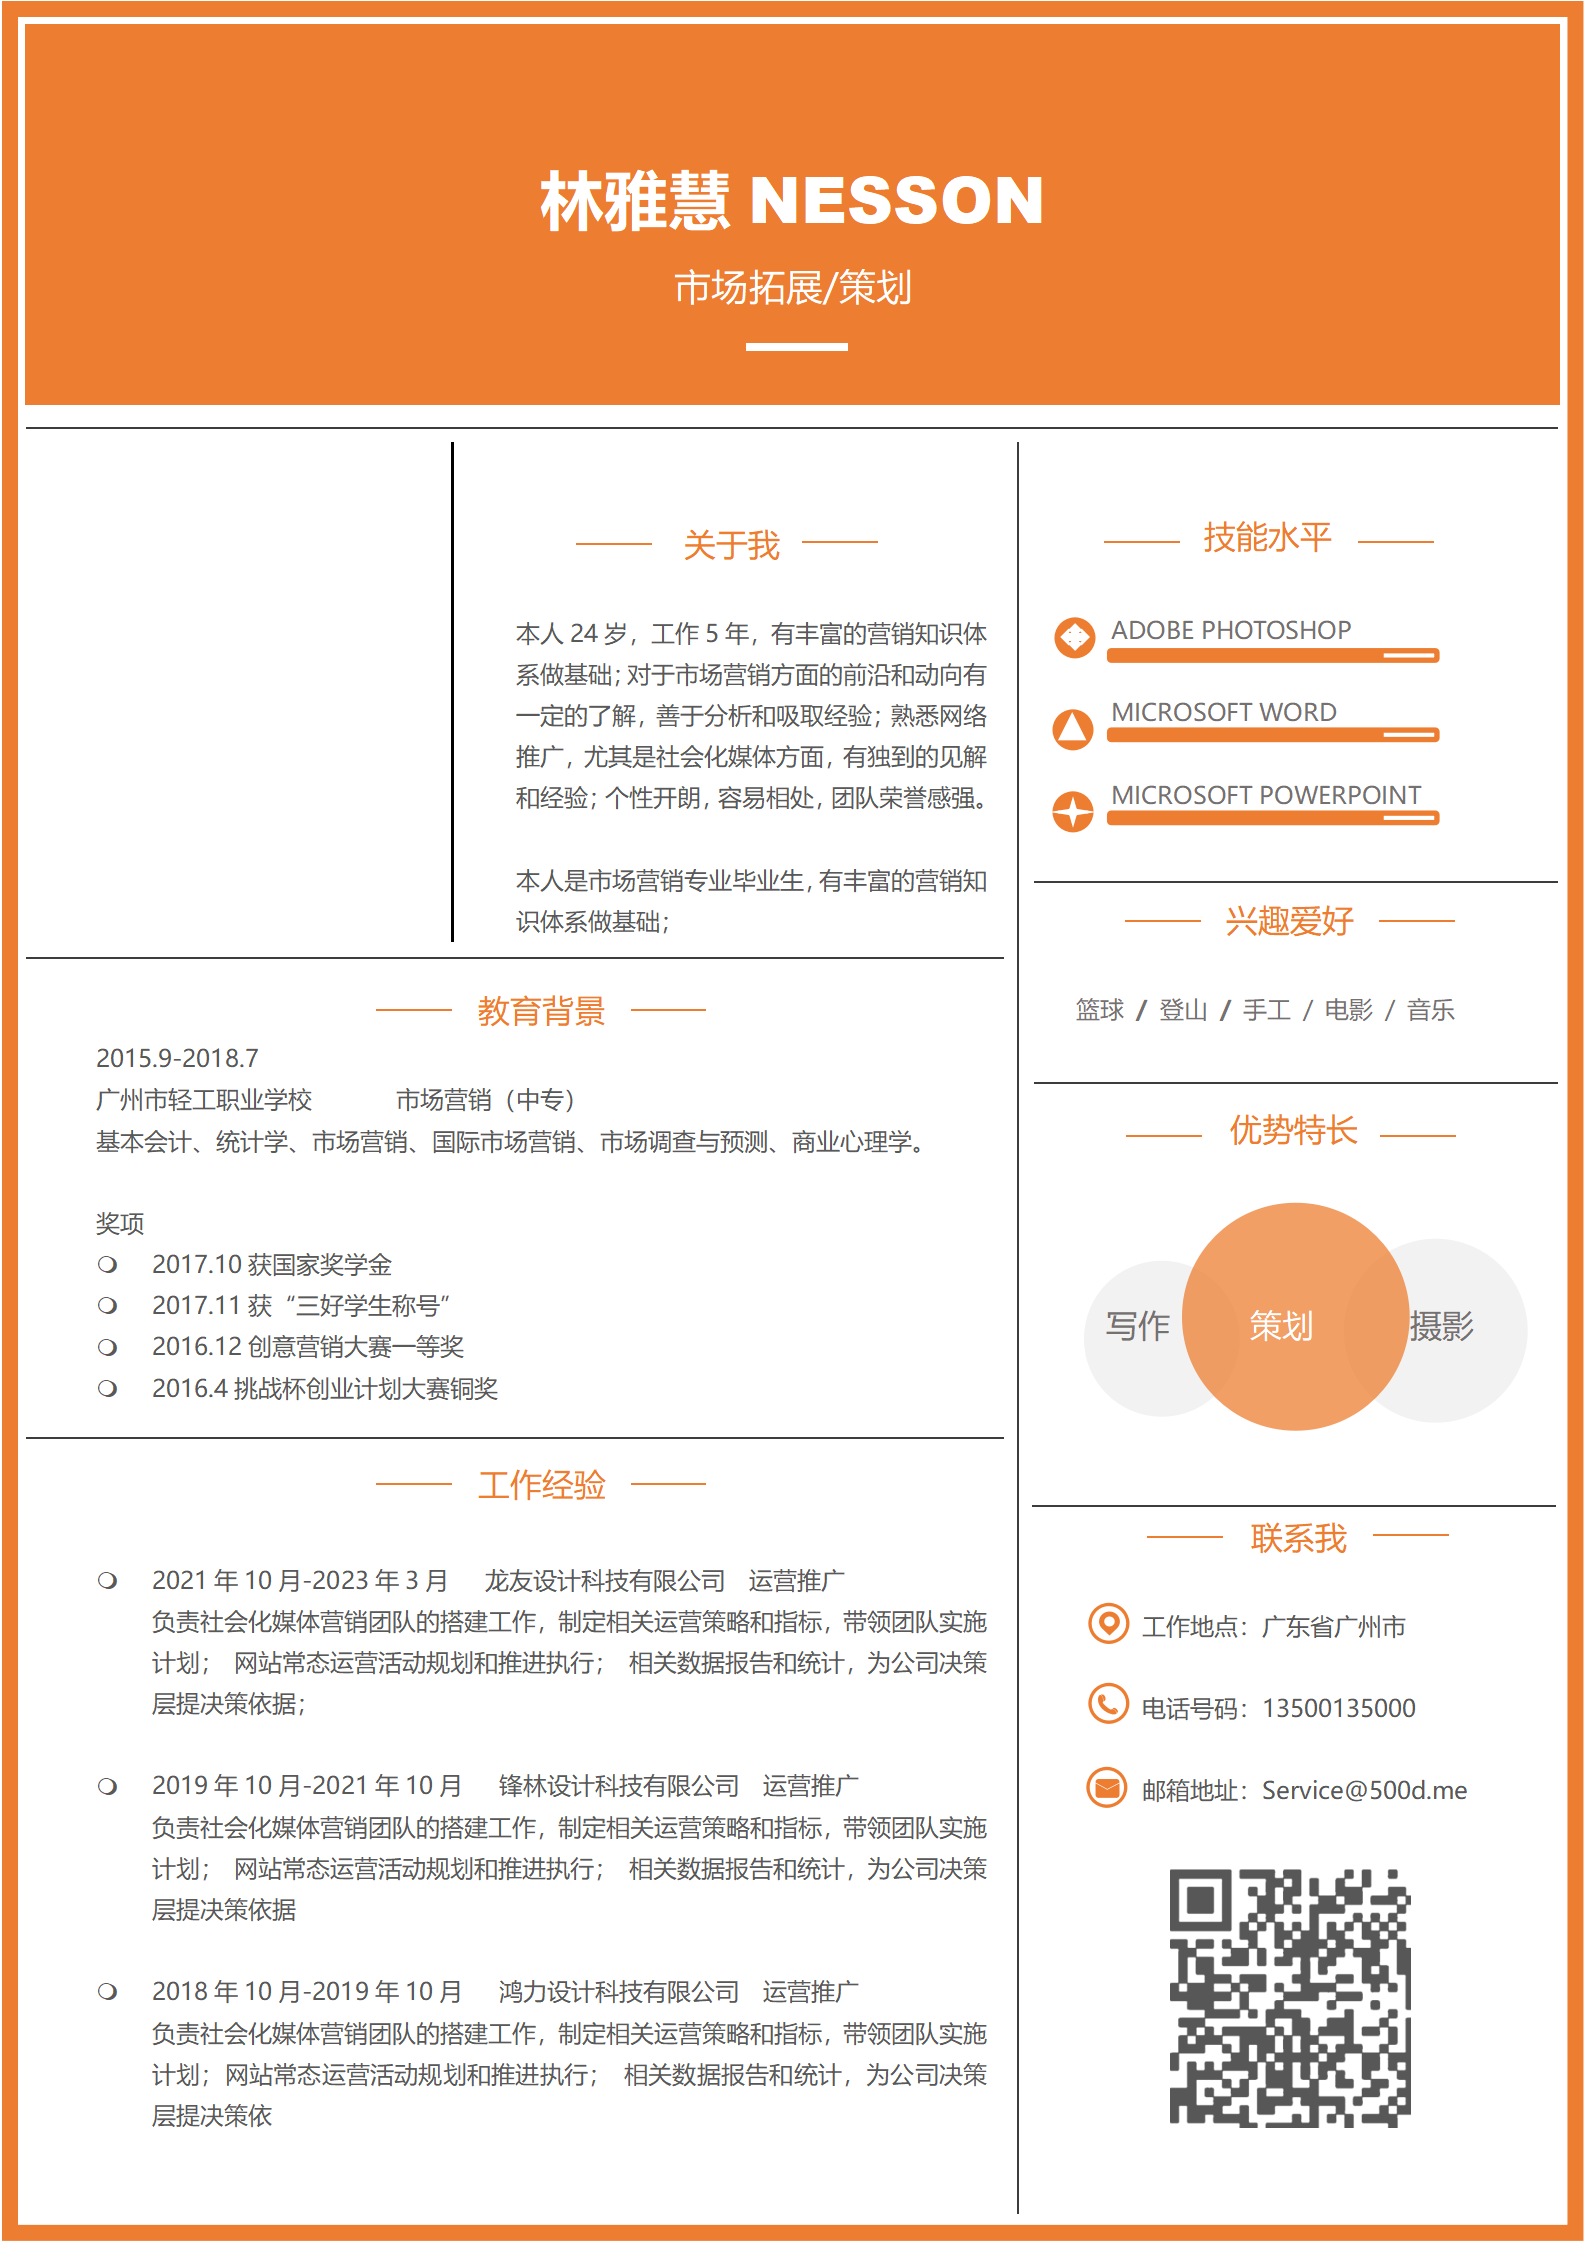 林雅慧 NESSON
市场拓展/策划
关于我
本人 24 岁，工作 5 年，有丰富的营销知识体
系做基础；对于市场营销方面的前沿和动向有
一定的了解，善于分析和吸取经验；熟悉网络
推广，尤其是社会化媒体方面，有独到的见解
和经验；个性开朗，容易相处，团队荣誉感强。
本人是市场营销专业毕业生，有丰富的营销知
识体系做基础；
教育背景
2015.9-2018.7
广州市轻工职业学校 市场营销（中专）
基本会计、统计学、市场营销、国际市场营销、市场调查与预测、商业心理学。
奖项
2017.10 获国家奖学金
2017.11 获“三好学生称号”
2016.12 创意营销大赛一等奖
2016.4 挑战杯创业计划大赛铜奖
工作经验
2021 年 10 月-2023 年 3 月 龙友设计科技有限公司 运营推广
负责社会化媒体营销团队的搭建工作，制定相关运营策略和指标，带领团队实施
计划； 网站常态运营活动规划和推进执行； 相关数据报告和统计，为公司决策
层提决策依据；
2019 年 10 月-2021 年 10 月 锋林设计科技有限公司 运营推广
负责社会化媒体营销团队的搭建工作，制定相关运营策略和指标，带领团队实施
计划； 网站常态运营活动规划和推进执行； 相关数据报告和统计，为公司决策
层提决策依据
2018 年 10 月-2019 年 10 月 鸿力设计科技有限公司 运营推广
负责社会化媒体营销团队的搭建工作，制定相关运营策略和指标，带领团队实施
计划；网站常态运营活动规划和推进执行； 相关数据报告和统计，为公司决策
层提决策依
技能水平
ADOBE PHOTOSHOP
MICROSOFT WORD
MICROSOFT POWERPOINT
兴趣爱好
篮球 / 登山 / 手工 / 电影 / 音乐
优势特长
写作 策划 摄影
联系我
工作地点：广东省广州市
电话号码：13500135000
邮箱地址：Service@500d.me